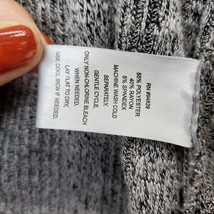 RN
55% POLYESTER
40% RAYON
5% SPANDEX
MACHINE WASH COLD
SEPARATELY.
GENTLE CYCLE.
ONLY NON-CHLORINE BLEACH
WHEN NEEDED.
LAY FLAT TO DRY.
USE COOL IRON IF NEEDED.